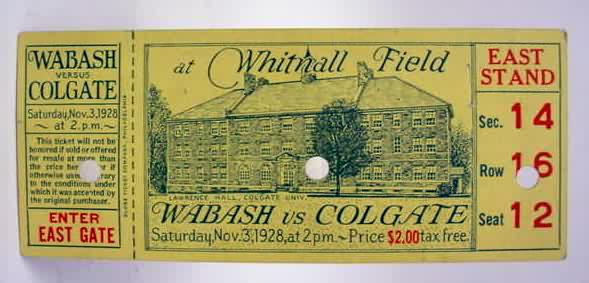 WABASH
VERSUS
COLGATE
Saturday, Nov. 3, 1928
~ at 2 p.m. ~
This ticket will not be
honored if sold or offered
for resale at more than
the price her or if
otherwise used rary
to the conditions under
which it was accepted by
the original purchaser.
ENTER
EAST GATE
at Whitnall Field
LAWRENCE HALL, COLGATE UNIV.
WABASH vs COLGATE
Saturday, Nov. 3, 1928, at 2 pm. ~ Price $2.00 tax free
EAST
STAND
Sec. 14
Row 16
Seat 12